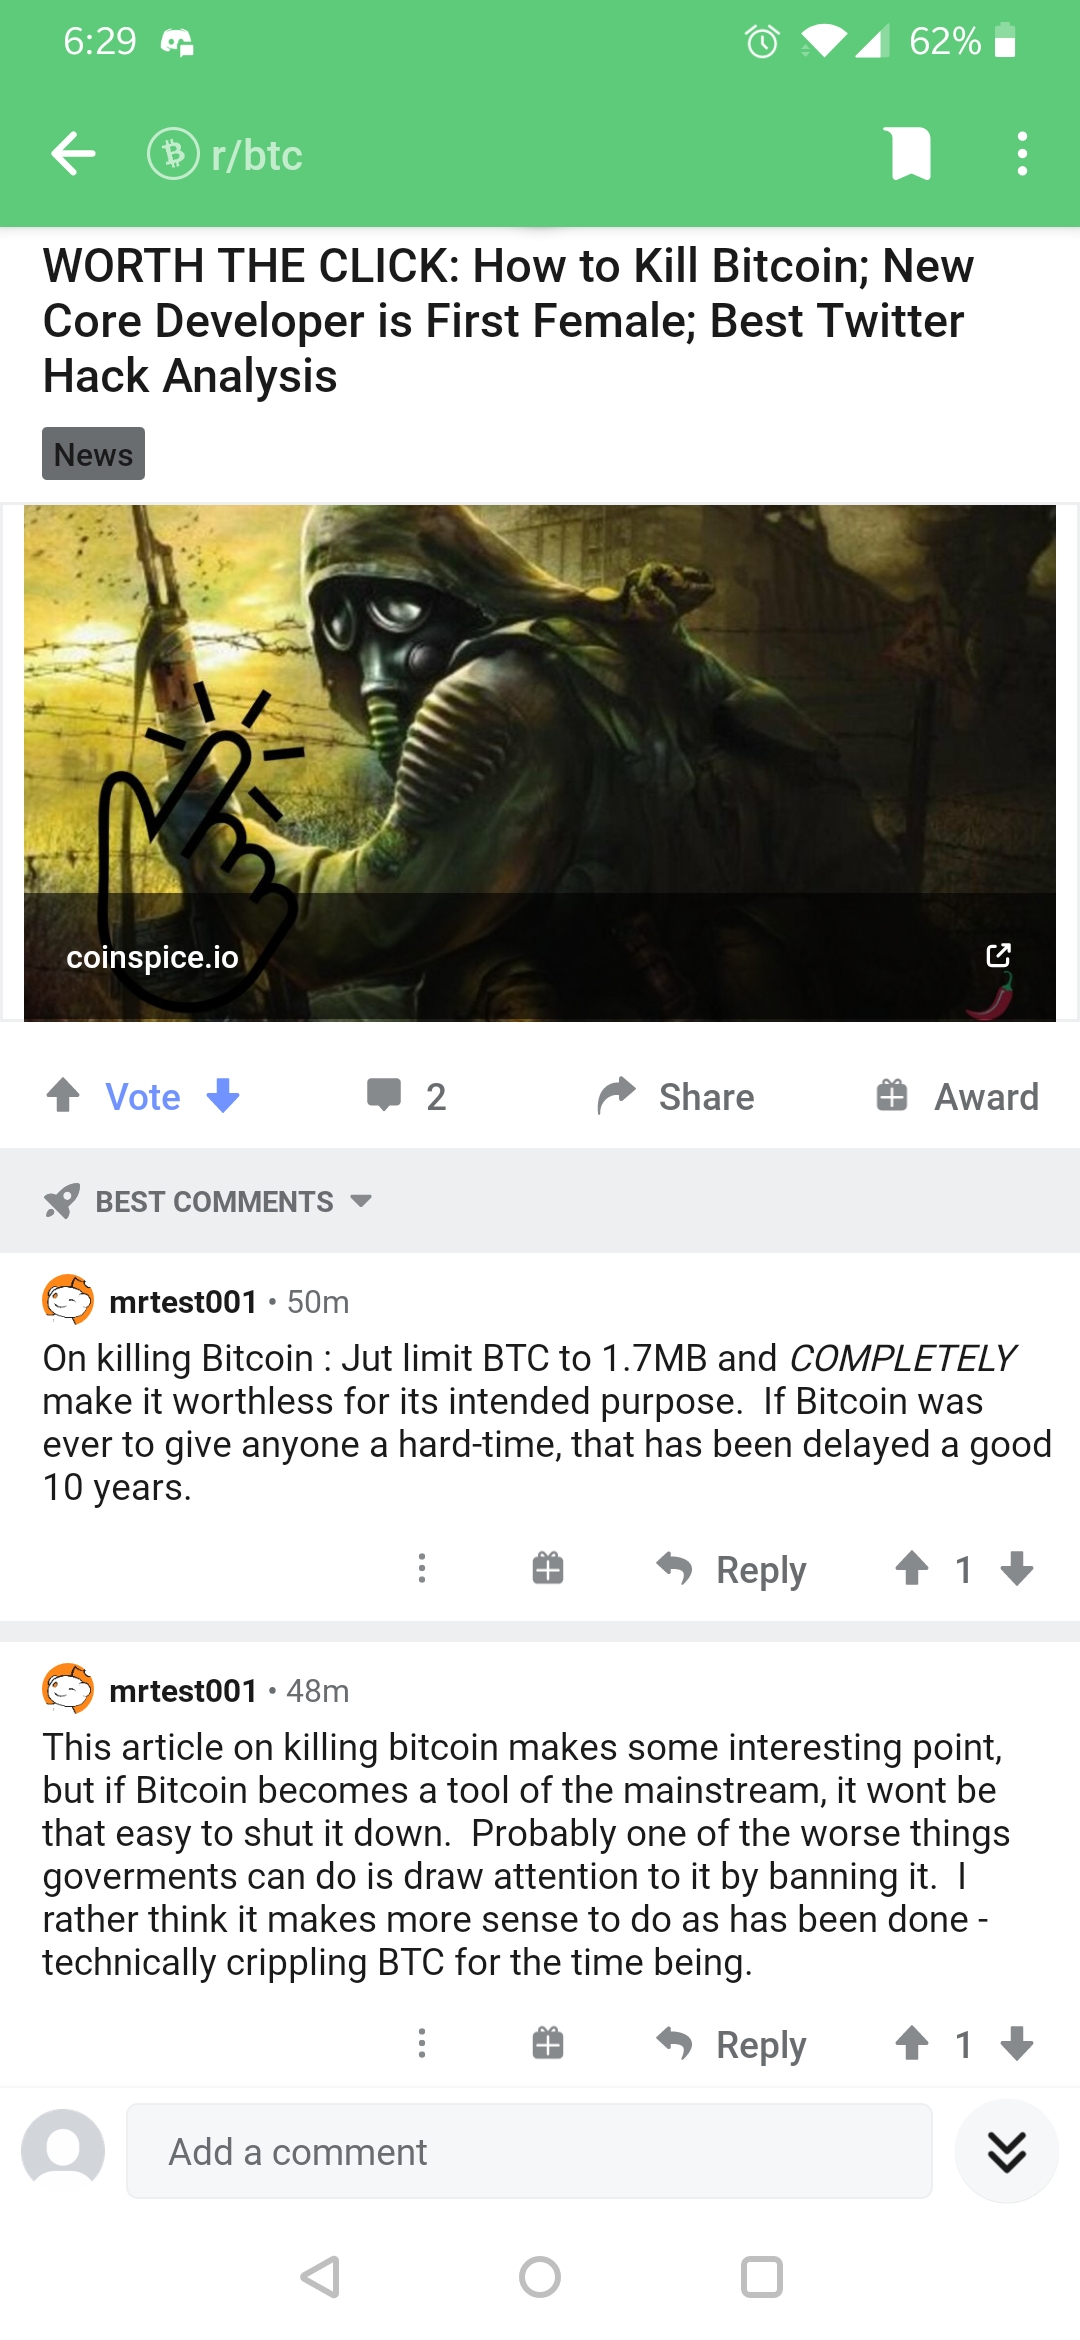 6:29
62%
r/btc
WORTH THE CLICK: How to Kill Bitcoin; New
Core Developer is First Female; Best Twitter
Hack Analysis
News
coinspice.io
Vote
2
Share
Award
BEST COMMENTS
mrtest001 • 50m
On killing Bitcoin : Jut limit BTC to 1.7MB and COMPLETELY
make it worthless for its intended purpose.  If Bitcoin was
ever to give anyone a hard-time, that has been delayed a good
10 years.
Reply
1
mrtest001 • 48m
This article on killing bitcoin makes some interesting point,
but if Bitcoin becomes a tool of the mainstream, it wont be
that easy to shut it down.  Probably one of the worse things
goverments can do is draw attention to it by banning it.  I
rather think it makes more sense to do as has been done -
technically crippling BTC for the time being.
Reply
1
Add a comment